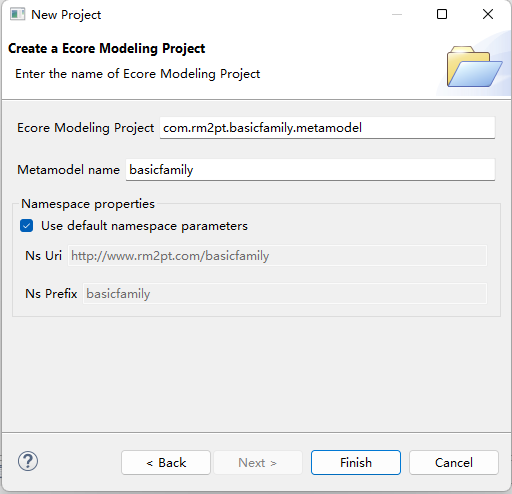 New Project
Create a Ecore Modeling Project
Enter the name of Ecore Modeling Project
Ecore Modeling Project com.rm2pt.basicfamily.metamodel
Metamodel name basicfamily
Namespace properties
Use default namespace parameters
Ns Uri http://www.rm2pt.com/basicfamily
Ns Prefix basicfamily
? < Back Next > Finish Cancel